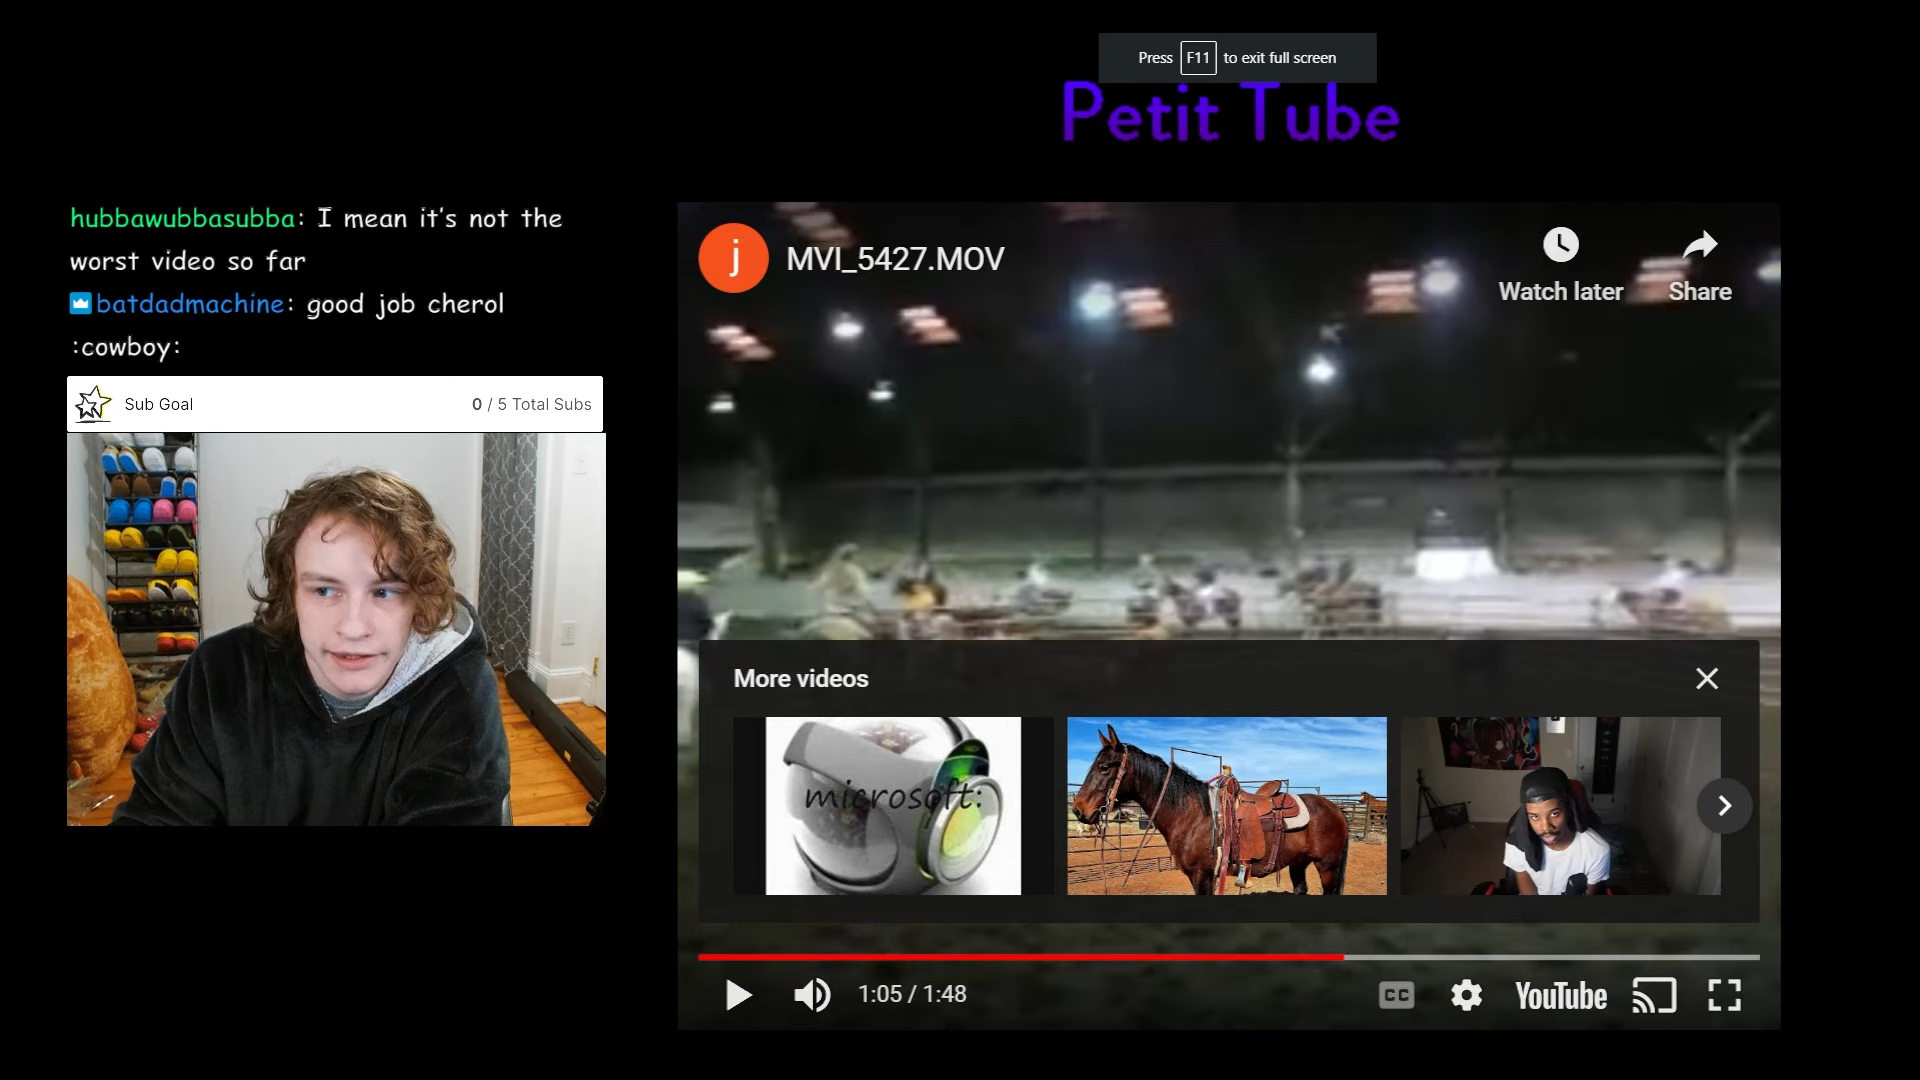 Press F11 to exit full screen
Petit Tube
hubbawubbasubba: I mean it's not the
worst video so far
batdadmachine: good job cherol
:cowboy:
Sub Goal
0 / 5 Total Subs
j
MVI_5427.MOV
Watch later
Share
More videos
microsoft:
1:05 / 1:48
CC
YouTube